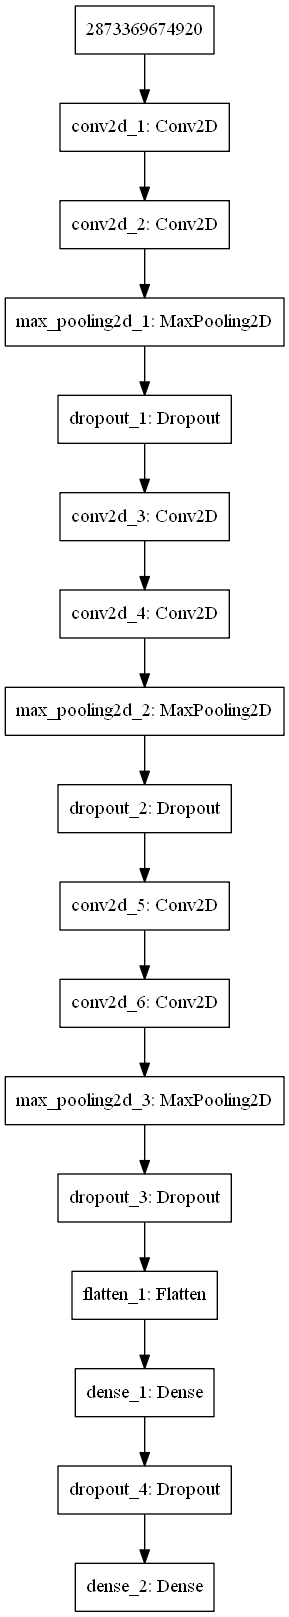 2873369674920
conv2d_1: Conv2D
conv2d_2: Conv2D
max_pooling2d_1: MaxPooling2D
dropout_1: Dropout
conv2d_3: Conv2D
conv2d_4: Conv2D
max_pooling2d_2: MaxPooling2D
dropout_2: Dropout
conv2d_5: Conv2D
conv2d_6: Conv2D
max_pooling2d_3: MaxPooling2D
dropout_3: Dropout
flatten_1: Flatten
dense_1: Dense
dropout_4: Dropout
dense_2: Dense